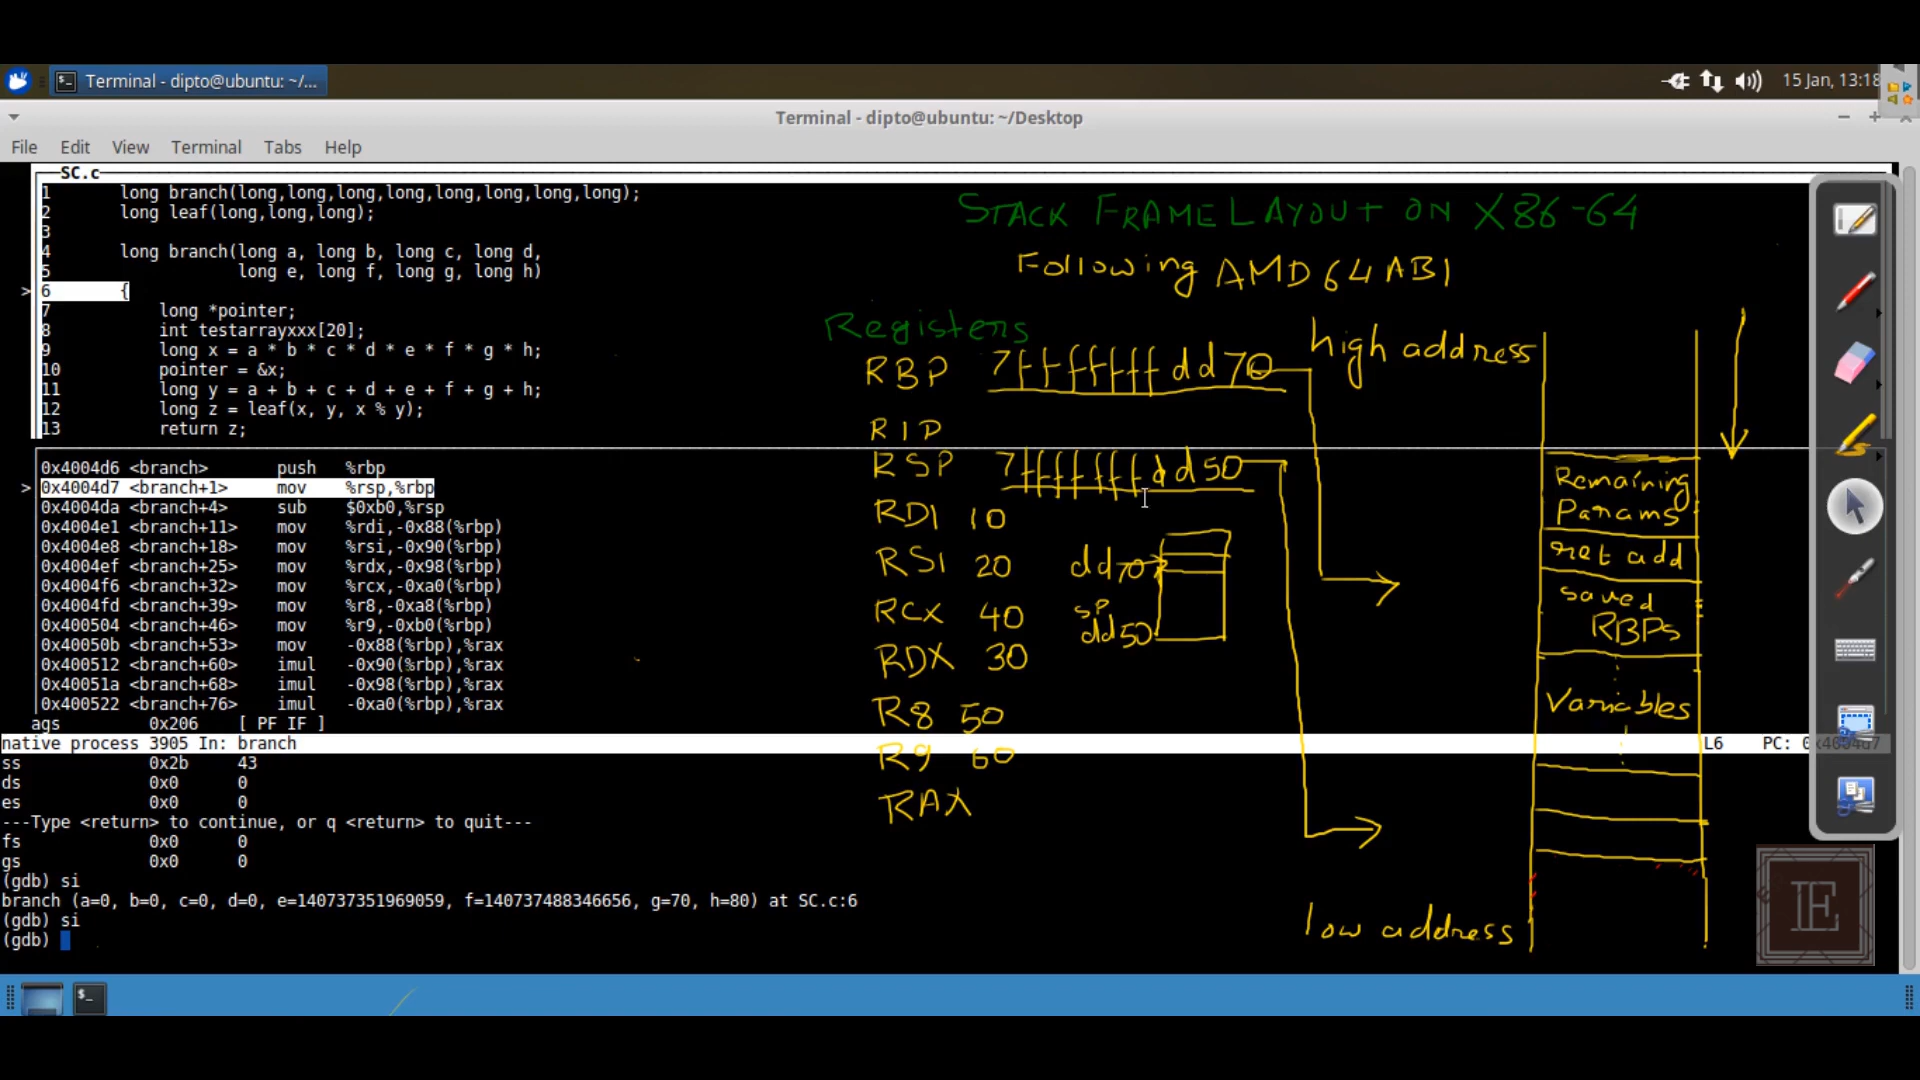 Terminal - dipto@ubuntu: ~/...
15 Jan, 13:18
Terminal - dipto@ubuntu: ~/Desktop
File Edit View Terminal Tabs Help
SC.c
1 long branch(long,long,long,long,long,long,long,long);
2 long leaf(long,long,long);
3
4 long branch(long a, long b, long c, long d,
5 long e, long f, long g, long h)
> 6 {
7 long *pointer;
8 int testarrayxxx[20];
9 long x = a * b * c * d * e * f * g * h;
10 pointer = &x;
11 long y = a + b + c + d + e + f + g + h;
12 long z = leaf(x, y, x % y);
13 return z;
0x4004d6 <branch> push %rbp
> 0x4004d7 <branch+1> mov %rsp,%rbp
0x4004da <branch+4> sub $0xb0,%rsp
0x4004e1 <branch+11> mov %rdi,-0x88(%rbp)
0x4004e8 <branch+18> mov %rsi,-0x90(%rbp)
0x4004ef <branch+25> mov %rdx,-0x98(%rbp)
0x4004f6 <branch+32> mov %rcx,-0xa0(%rbp)
0x4004fd <branch+39> mov %r8,-0xa8(%rbp)
0x400504 <branch+46> mov %r9,-0xb0(%rbp)
0x40050b <branch+53> mov -0x88(%rbp),%rax
0x400512 <branch+60> imul -0x90(%rbp),%rax
0x40051a <branch+68> imul -0x98(%rbp),%rax
0x400522 <branch+76> imul -0xa0(%rbp),%rax
ags 0x206 [ PF IF ]
native process 3905 In: branch L6 PC: 0x4004d7
ss 0x2b 43
ds 0x0 0
es 0x0 0
---Type <return> to continue, or q <return> to quit---
fs 0x0 0
gs 0x0 0
(gdb) si
branch (a=0, b=0, c=0, d=0, e=140737351969059, f=140737488346656, g=70, h=80) at SC.c:6
(gdb) si
(gdb)
STACK FRAME LAYOUT ON X86-64
Following AMD 64 ABI
Registers
RBP 7fffffffdd70
RIP
RSP 7fffffffdd50
RDI 10
RSI 20
RCX 40
RDX 30
R8 50
R9 60
RAX
dd70
SP
dd50
high address
Remaining
Params
ret add
saved
RBPs
Variables
low address
IE